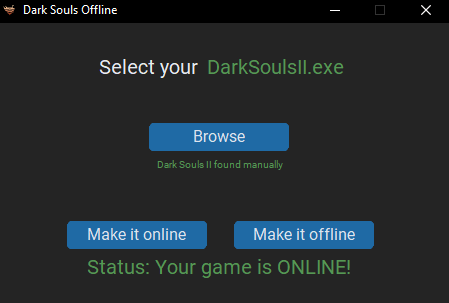 Dark Souls Offline
Select your DarkSoulsII.exe
Browse
Dark Souls II found manually
Make it online Make it offline
Status: Your game is ONLINE!